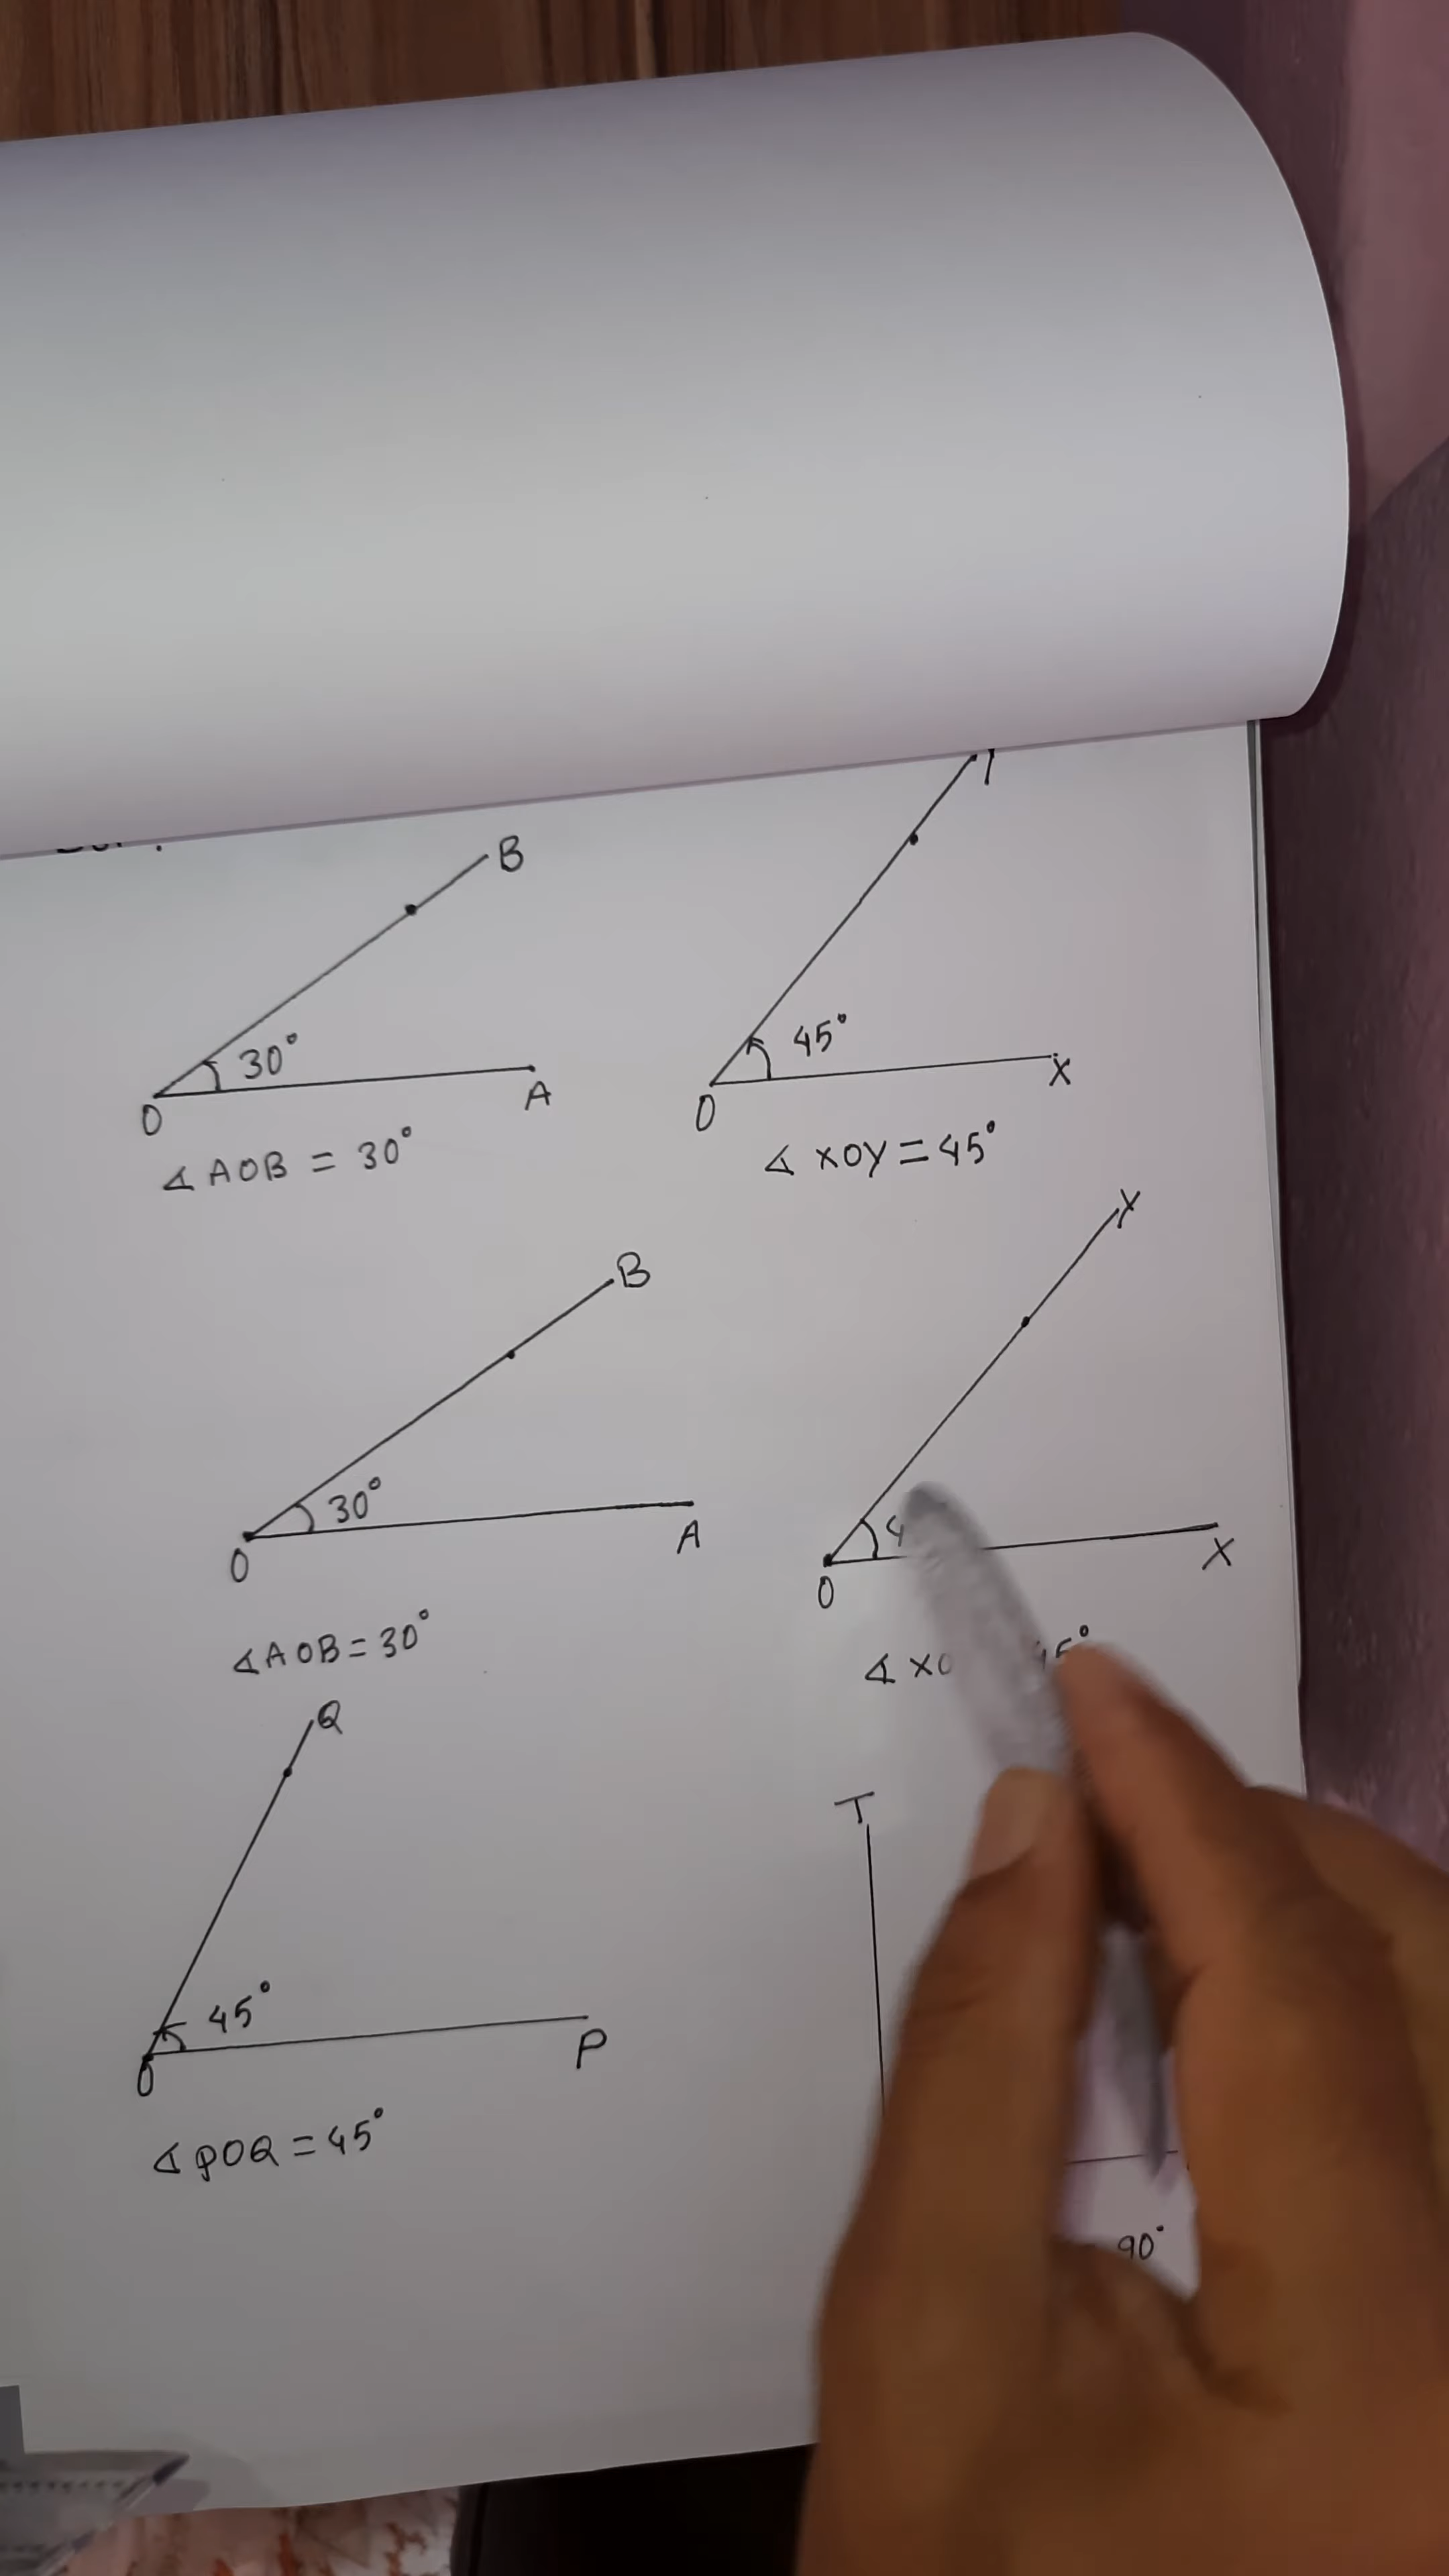 B
30°
O
A
∡AOB = 30°
45°
O
X
∡XOY = 45°
B
30°
O
A
∡AOB = 30°
Y
O
X
∡
Q
45°
O
P
∡POQ = 45°
T
90°